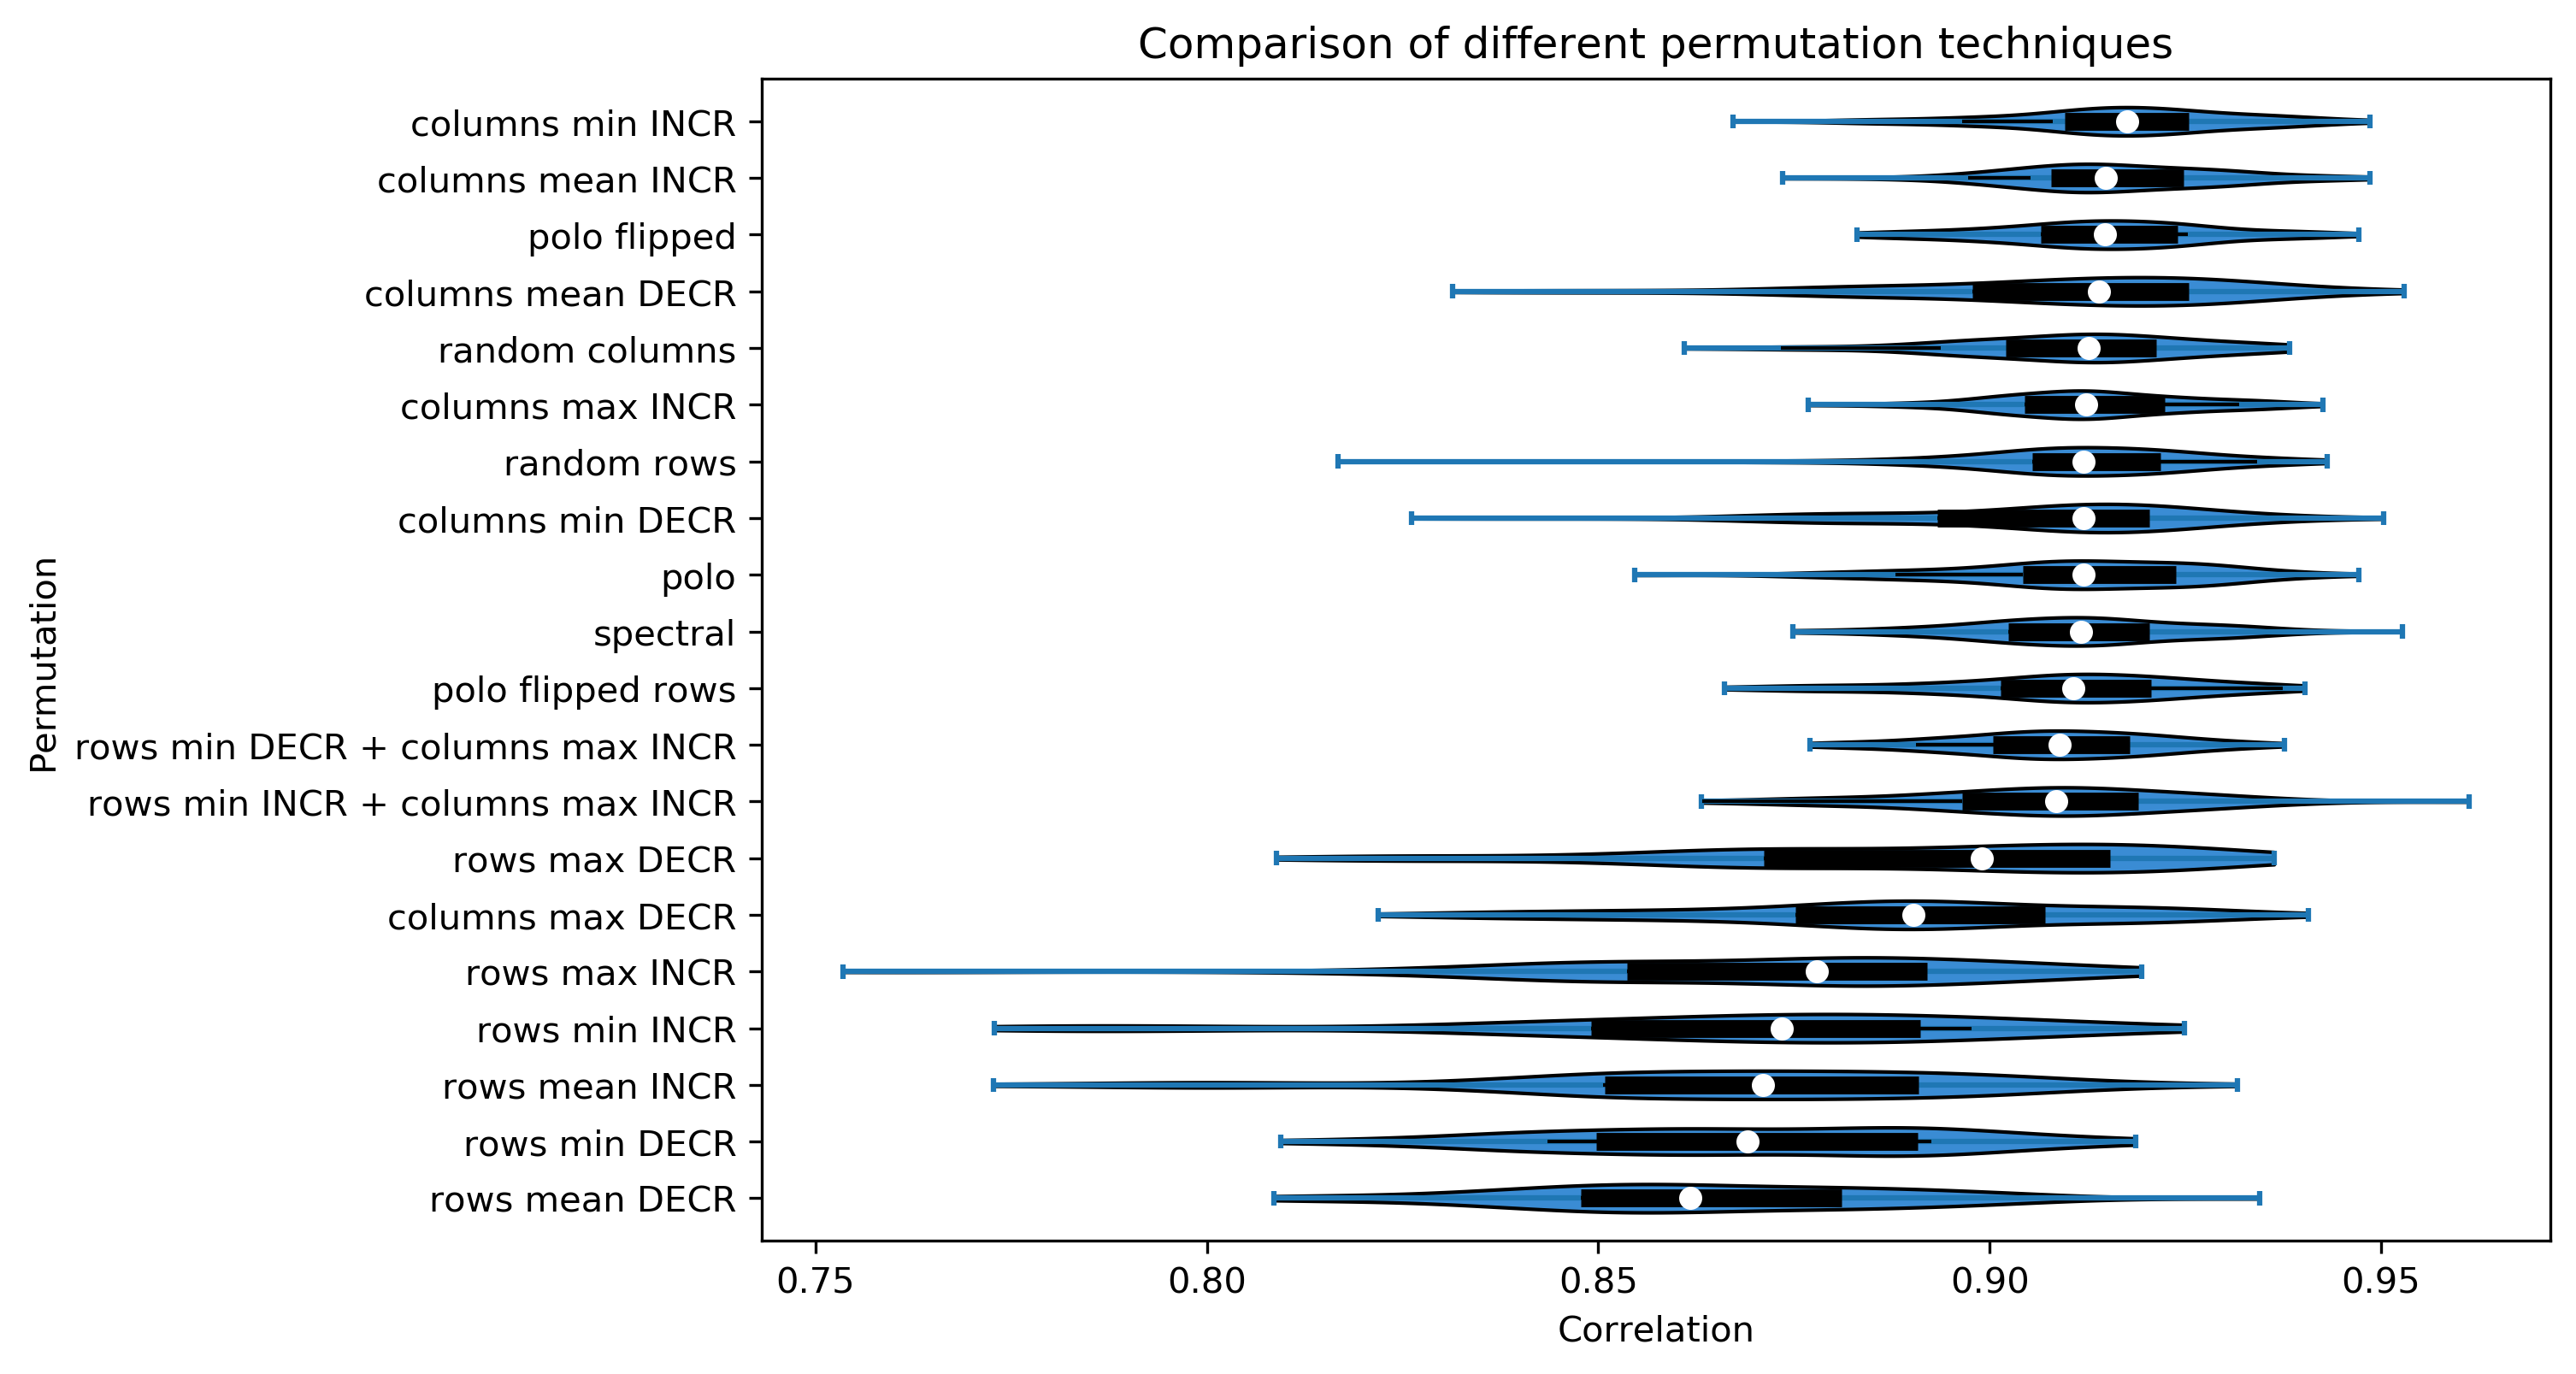 Comparison of different permutation techniques
columns min INCR
columns mean INCR
polo flipped
columns mean DECR
random columns
columns max INCR
random rows
columns min DECR
polo
spectral
polo flipped rows
rows min DECR + columns max INCR
rows min INCR + columns max INCR
rows max DECR
columns max DECR
rows max INCR
rows min INCR
rows mean INCR
rows min DECR
rows mean DECR
Permutation
0.75 0.80 0.85 0.90 0.95
Correlation